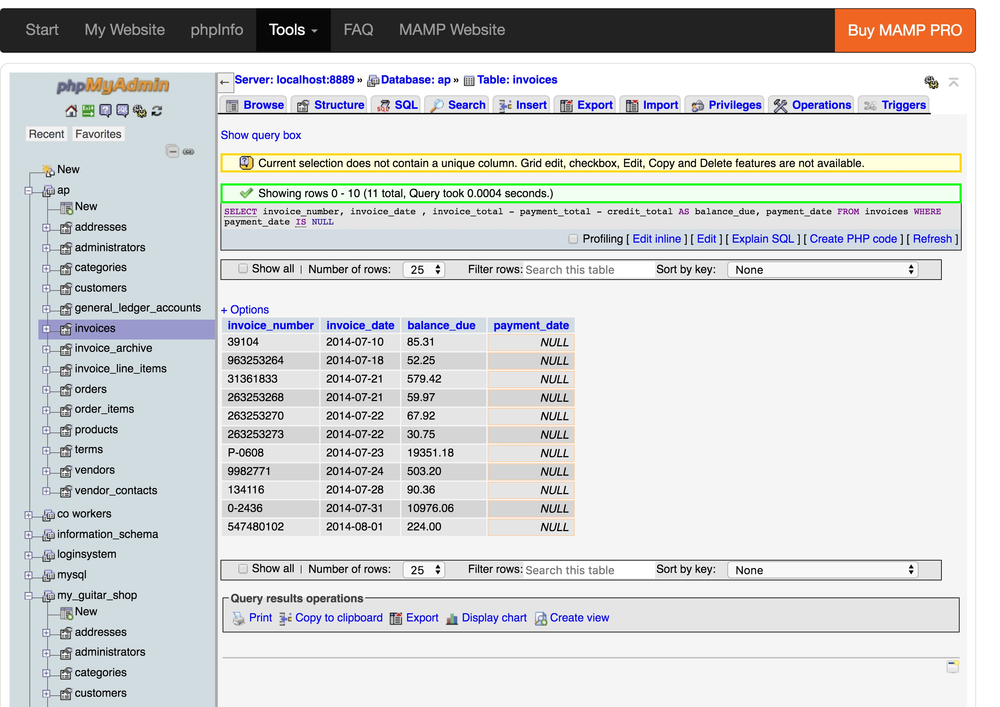 Start My Website phpInfo Tools FAQ MAMP Website Buy MAMP PRO
phpMyAdmin
Recent Favorites
New
ap
New
addresses
administrators
categories
customers
general_ledger_accounts
invoices
invoice_archive
invoice_line_items
orders
order_items
products
terms
vendors
vendor_contacts
co workers
information_schema
loginsystem
mysql
my_guitar_shop
New
addresses
administrators
categories
customers
← Server: localhost:8889 » Database: ap » Table: invoices
Browse Structure SQL Search Insert Export Import Privileges Operations Triggers
Show query box
Current selection does not contain a unique column. Grid edit, checkbox, Edit, Copy and Delete features are not available.
Showing rows 0 - 10 (11 total, Query took 0.0004 seconds.)
SELECT invoice_number, invoice_date , invoice_total - payment_total - credit_total AS balance_due, payment_date FROM invoices WHERE
payment_date IS NULL
Profiling [ Edit inline ] [ Edit ] [ Explain SQL ] [ Create PHP code ] [ Refresh ]
Show all | Number of rows: 25 Filter rows: Search this table Sort by key: None
+ Options
invoice_number invoice_date balance_due payment_date
39104 2014-07-10 85.31 NULL
963253264 2014-07-18 52.25 NULL
31361833 2014-07-21 579.42 NULL
263253268 2014-07-21 59.97 NULL
263253270 2014-07-22 67.92 NULL
263253273 2014-07-22 30.75 NULL
P-0608 2014-07-23 19351.18 NULL
9982771 2014-07-24 503.20 NULL
134116 2014-07-28 90.36 NULL
0-2436 2014-07-31 10976.06 NULL
547480102 2014-08-01 224.00 NULL
Show all | Number of rows: 25 Filter rows: Search this table Sort by key: None
Query results operations
Print Copy to clipboard Export Display chart Create view